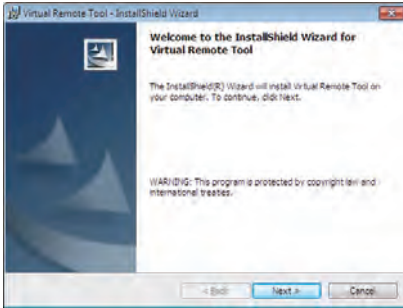 Virtual Remote Tool - InstallShield Wizard
Welcome to the InstallShield Wizard for
Virtual Remote Tool
The InstallShield(R) Wizard will install Virtual Remote Tool on
your computer. To continue, click Next.
WARNING: This program is protected by copyright law and
international treaties.
< Back Next > Cancel